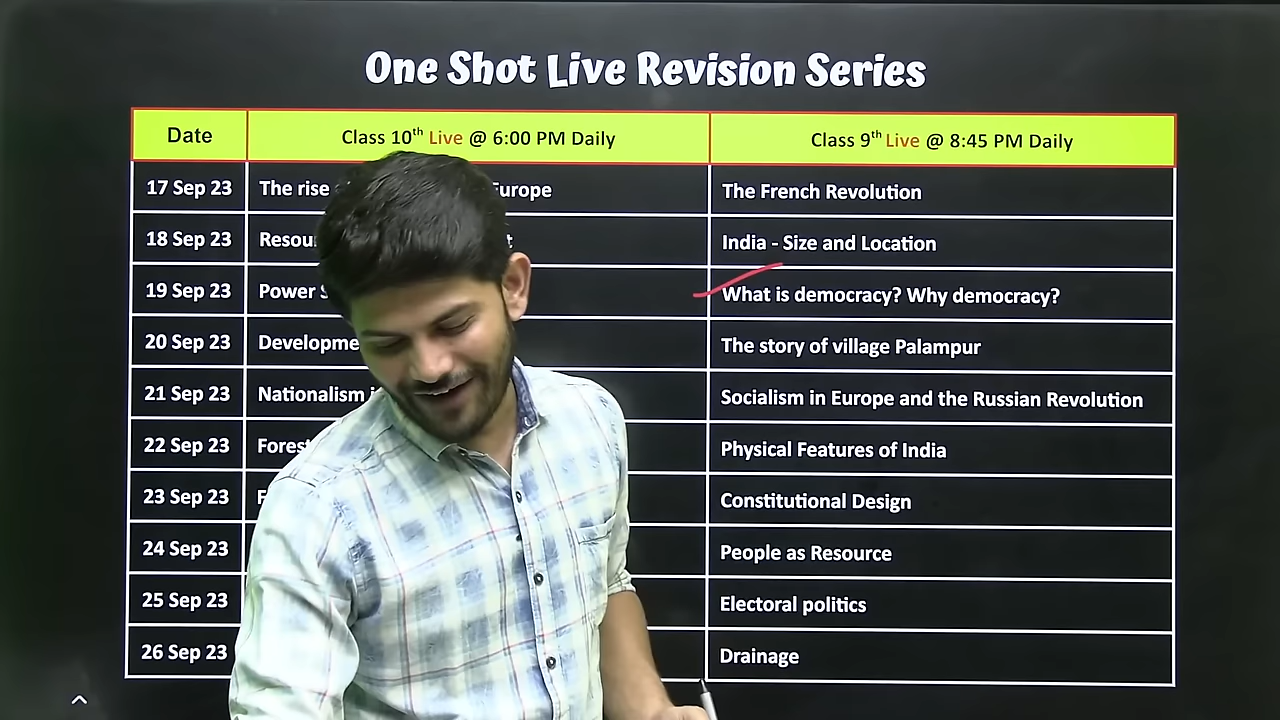 One Shot Live Revision Series
Date Class 10th Live @ 6:00 PM Daily Class 9th Live @ 8:45 PM Daily
17 Sep 23 The rise Europe The French Revolution
18 Sep 23 India - Size and Location
19 Sep 23 Power What is democracy? Why democracy?
20 Sep 23 The story of village Palampur
21 Sep 23 Nationalism Socialism in Europe and the Russian Revolution
22 Sep 23 Physical Features of India
23 Sep 23 Constitutional Design
24 Sep 23 People as Resource
25 Sep 23 Electoral politics
26 Sep 23 Drainage